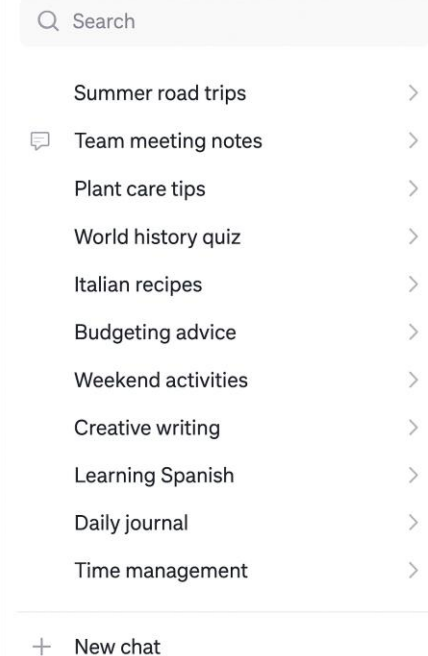 Search
Summer road trips
Team meeting notes
Plant care tips
World history quiz
Italian recipes
Budgeting advice
Weekend activities
Creative writing
Learning Spanish
Daily journal
Time management
New chat